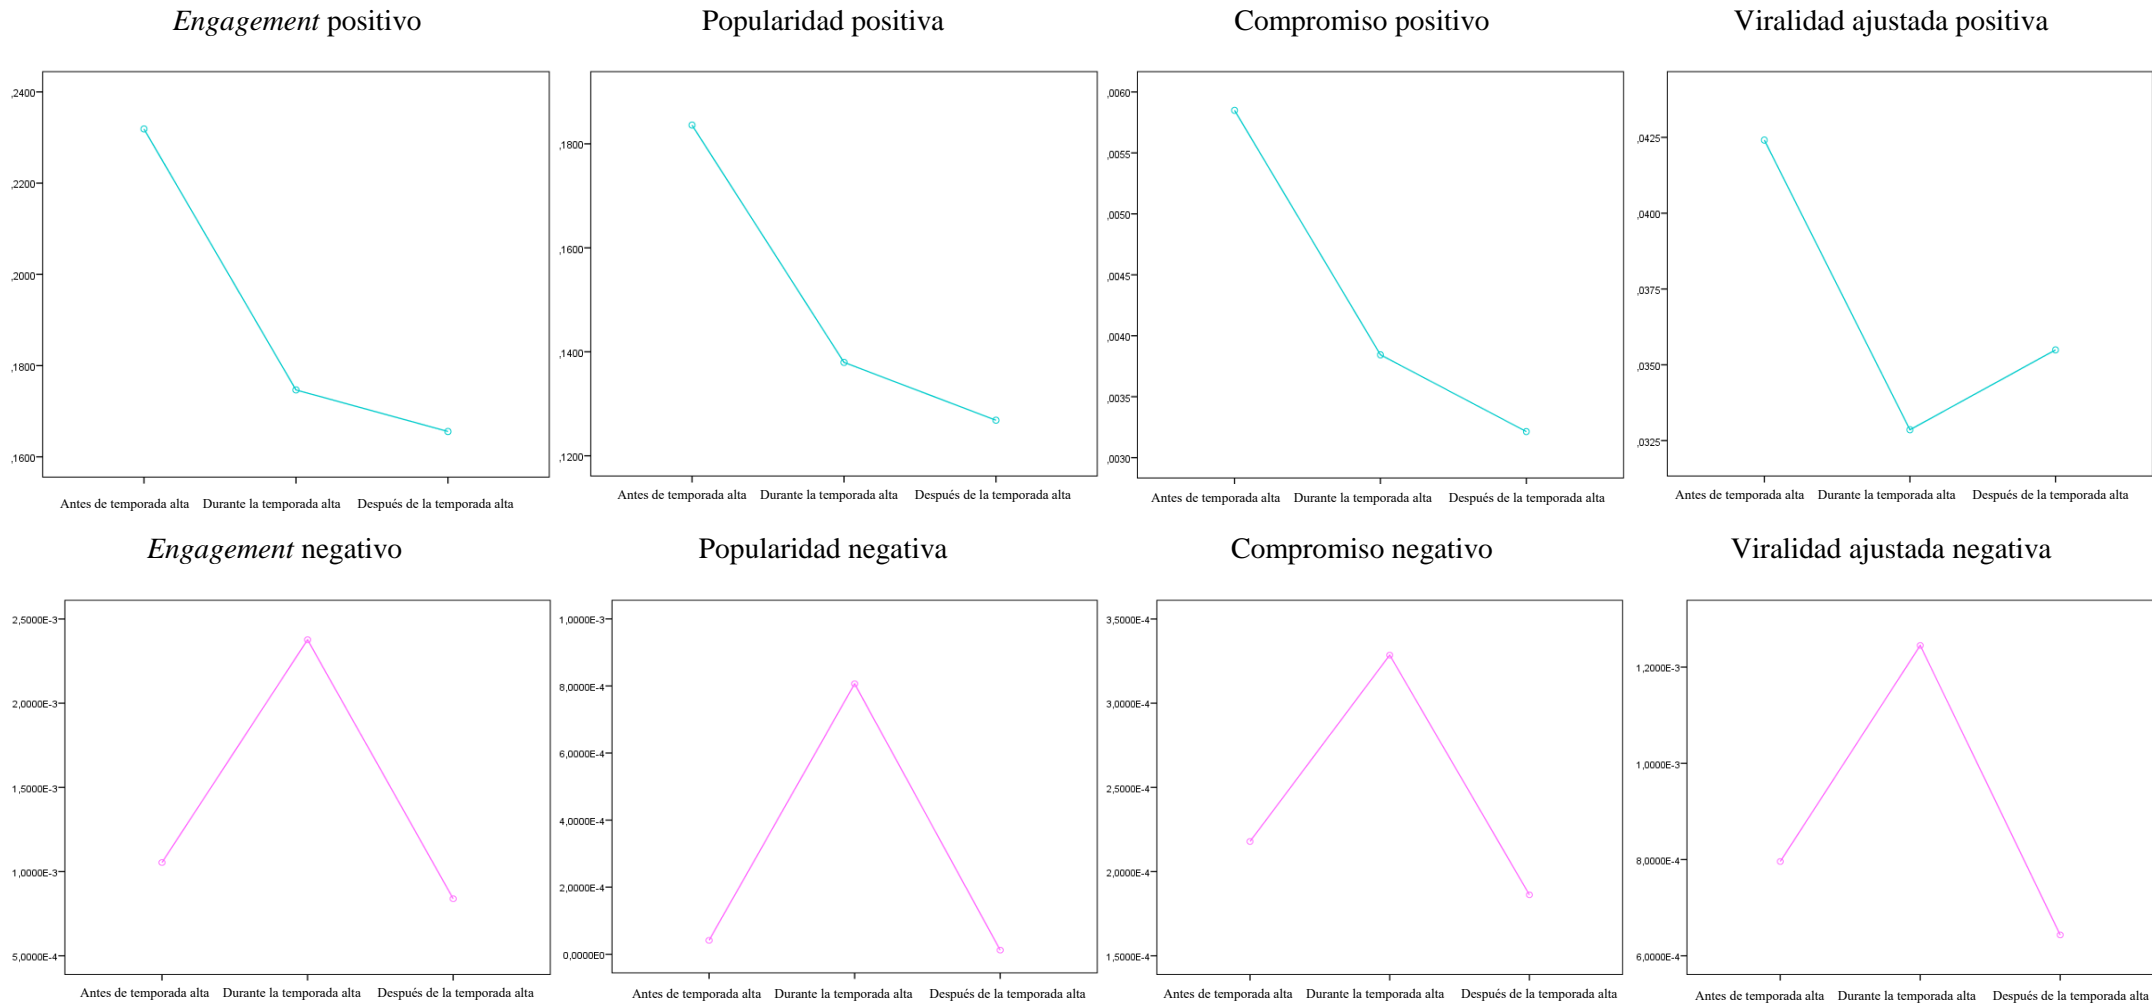 Engagement positivo
,2400
,2200
,2000
,1800
,1600
Antes de temporada alta Durante la temporada alta Después de la temporada alta
Popularidad positiva
,1800
,1600
,1400
,1200
Antes de temporada alta Durante la temporada alta Después de la temporada alta
Compromiso positivo
,0060
,0055
,0050
,0045
,0040
,0035
,0030
Antes de temporada alta Durante la temporada alta Después de la temporada alta
Viralidad ajustada positiva
,0425
,0400
,0375
,0350
,0325
Antes de temporada alta Durante la temporada alta Después de la temporada alta
Engagement negativo
2,5000E-3
2,0000E-3
1,5000E-3
1,0000E-3
5,0000E-4
Antes de temporada alta Durante la temporada alta Después de la temporada alta
Popularidad negativa
1,0000E-3
8,0000E-4
6,0000E-4
4,0000E-4
2,0000E-4
0,0000E0
Antes de temporada alta Durante la temporada alta Después de la temporada alta
Compromiso negativo
3,5000E-4
3,0000E-4
2,5000E-4
2,0000E-4
1,5000E-4
Antes de temporada alta Durante la temporada alta Después de la temporada alta
Viralidad ajustada negativa
1,2000E-3
1,0000E-3
8,0000E-4
6,0000E-4
Antes de temporada alta Durante la temporada alta Después de la temporada alta